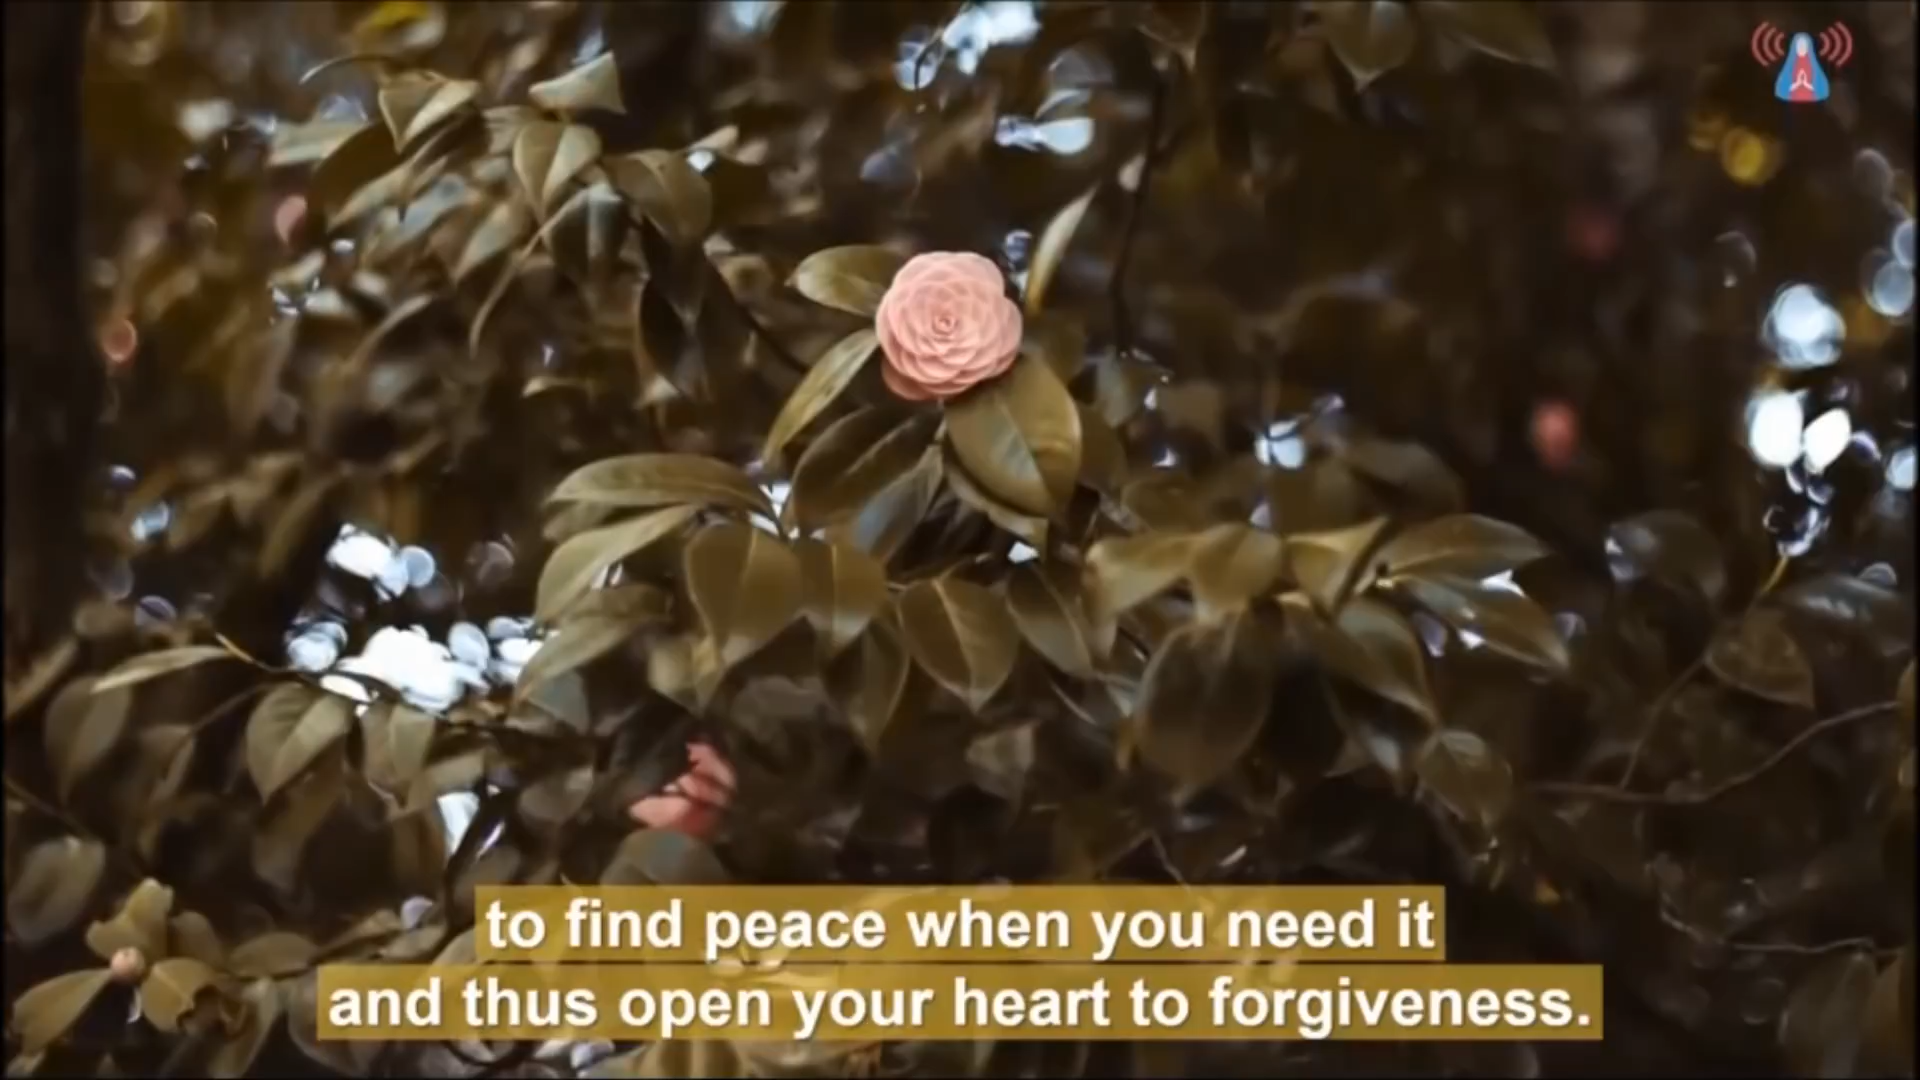 to find peace when you need it
and thus open your heart to forgiveness.